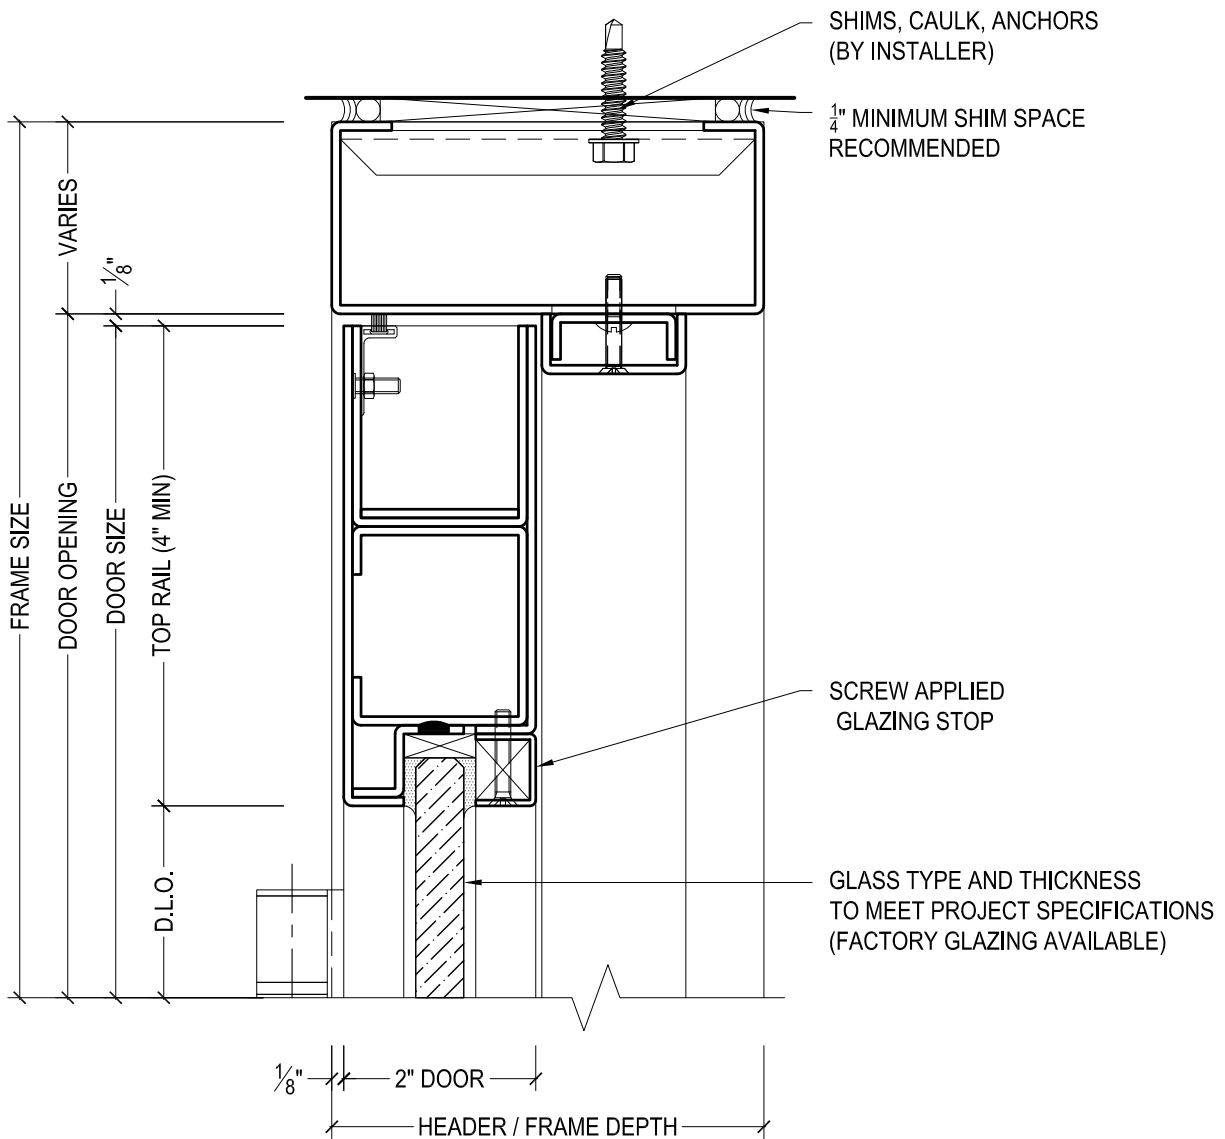 SHIMS, CAULK, ANCHORS
(BY INSTALLER)
1/4" MINIMUM SHIM SPACE
RECOMMENDED
VARIES
1/8"
FRAME SIZE
DOOR OPENING
DOOR SIZE
TOP RAIL (4" MIN)
SCREW APPLIED
GLAZING STOP
D.L.O.
GLASS TYPE AND THICKNESS
TO MEET PROJECT SPECIFICATIONS
(FACTORY GLAZING AVAILABLE)
1/8"
2" DOOR
HEADER / FRAME DEPTH